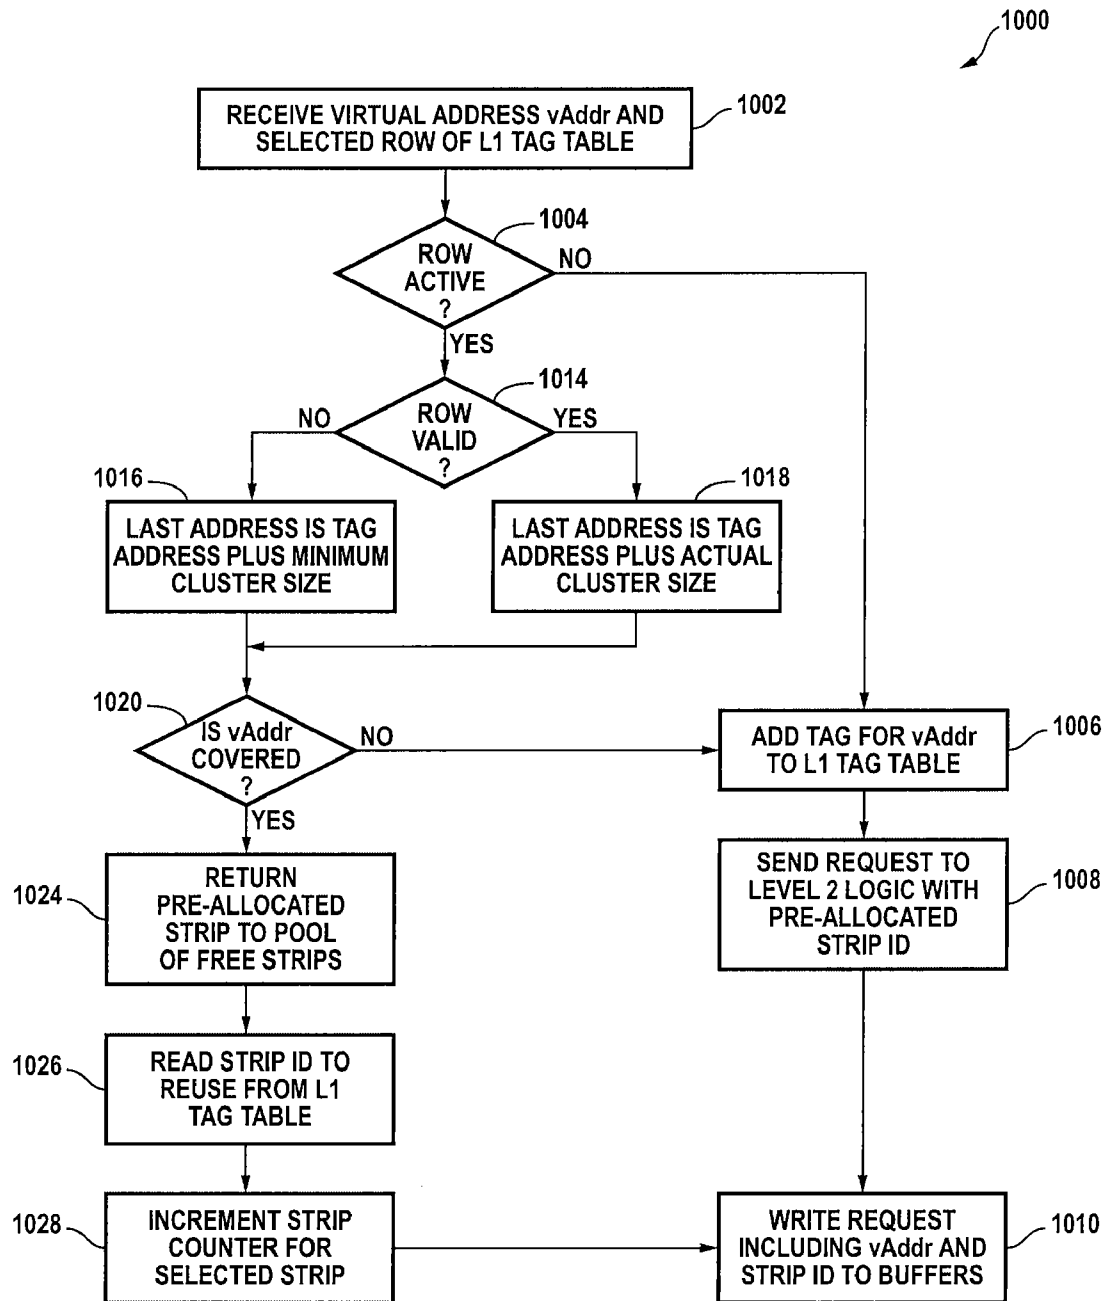 1000
RECEIVE VIRTUAL ADDRESS vAddr AND
SELECTED ROW OF L1 TAG TABLE
1002
1004
ROW
ACTIVE
?
NO
YES
1014
NO
ROW
VALID
?
YES
1016
LAST ADDRESS IS TAG
ADDRESS PLUS MINIMUM
CLUSTER SIZE
1018
LAST ADDRESS IS TAG
ADDRESS PLUS ACTUAL
CLUSTER SIZE
1020
IS vAddr
COVERED
?
NO
YES
ADD TAG FOR vAddr
TO L1 TAG TABLE
1006
1024
RETURN
PRE-ALLOCATED
STRIP TO POOL
OF FREE STRIPS
SEND REQUEST TO
LEVEL 2 LOGIC WITH
PRE-ALLOCATED
STRIP ID
1008
1026
READ STRIP ID TO
REUSE FROM L1
TAG TABLE
1028
INCREMENT STRIP
COUNTER FOR
SELECTED STRIP
WRITE REQUEST
INCLUDING vAddr AND
STRIP ID TO BUFFERS
1010